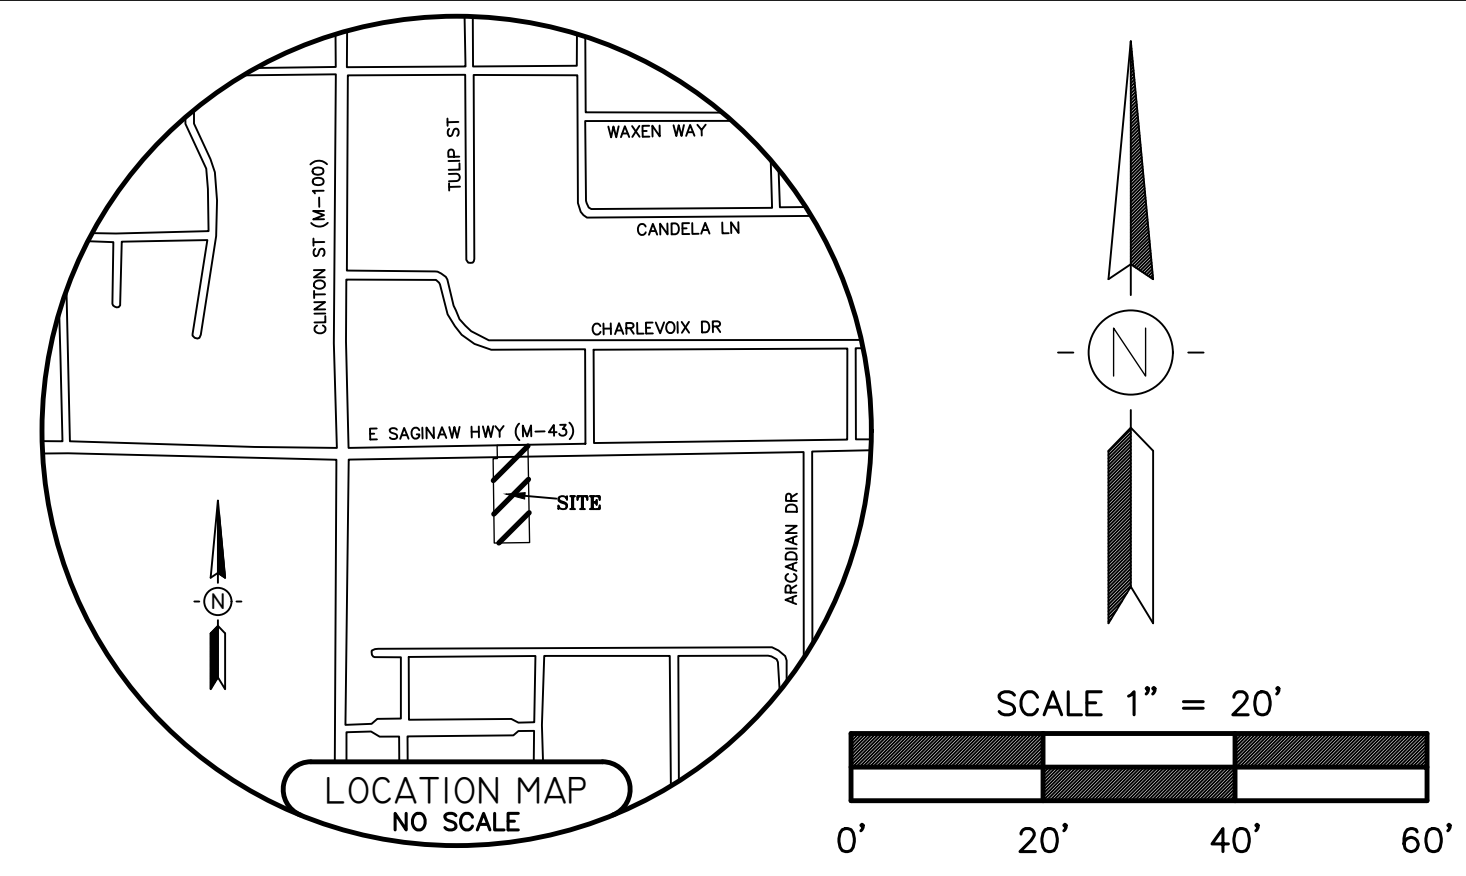 WAXEN WAY
TULIP ST
CLINTON ST (M-100)
CANDELA LN
CHARLEVOIX DR
E SAGINAW HWY (M-43)
SITE
ARCADIAN DR
N
N
LOCATION MAP
NO SCALE
SCALE 1" = 20'
0' 20' 40' 60'